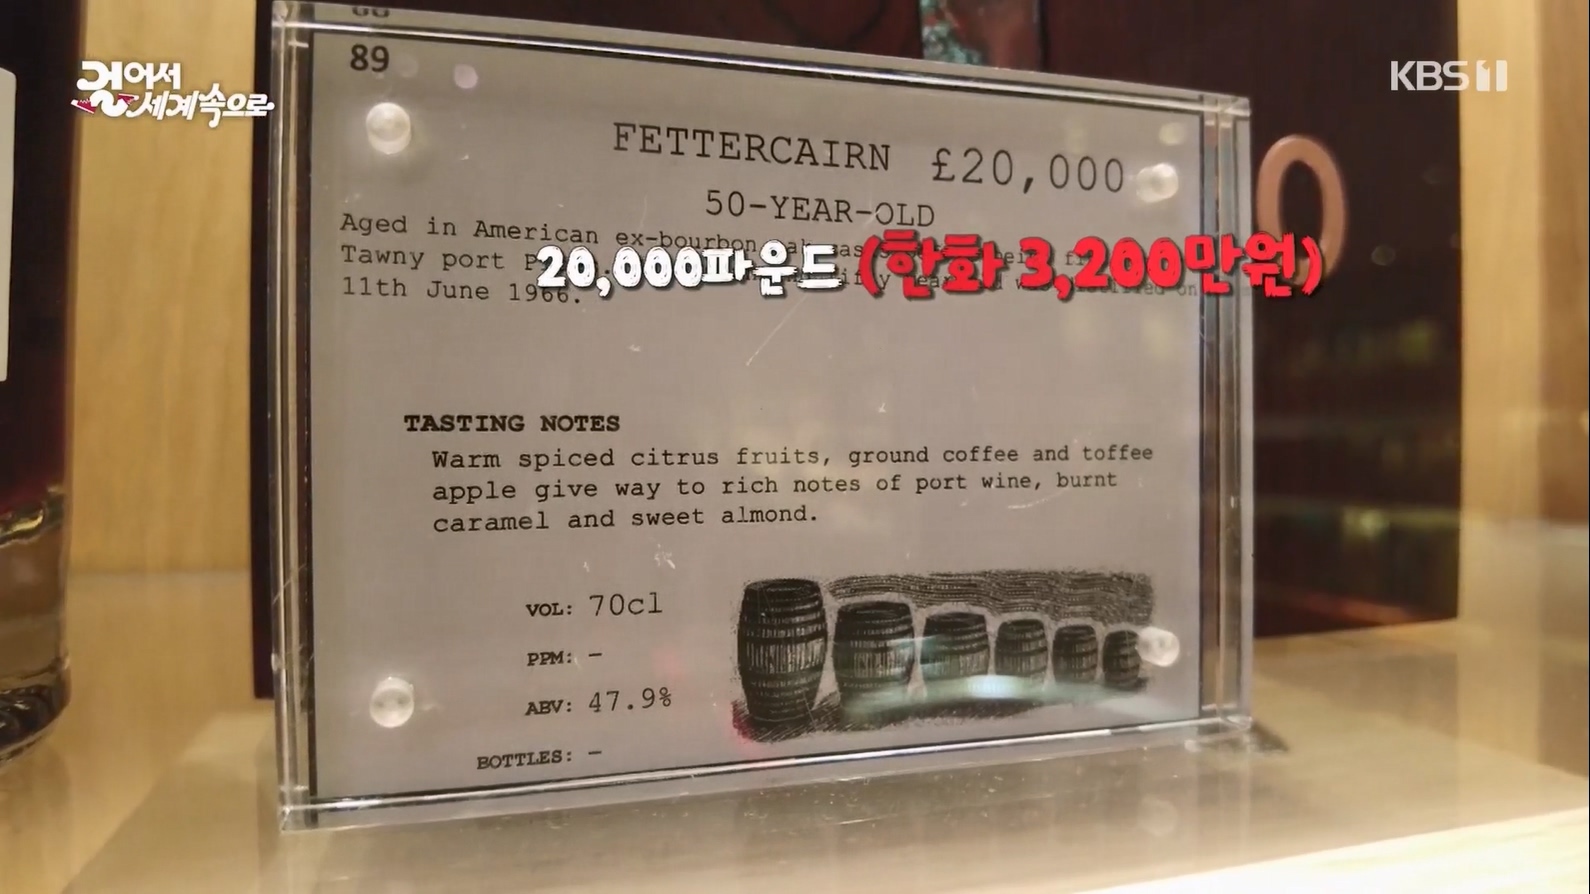 걸어서
세계속으로
KBS 1
89
FETTERCAIRN £20,000
50-YEAR-OLD
Aged in American ex-bourbon
Tawny port
11th June 1966.
20,000파운드 (한화 3,200만원)
TASTING NOTES
Warm spiced citrus fruits, ground coffee and toffee
apple give way to rich notes of port wine, burnt
caramel and sweet almond.
VOL: 70cl
PPM: –
ABV: 47.9%
BOTTLES: –